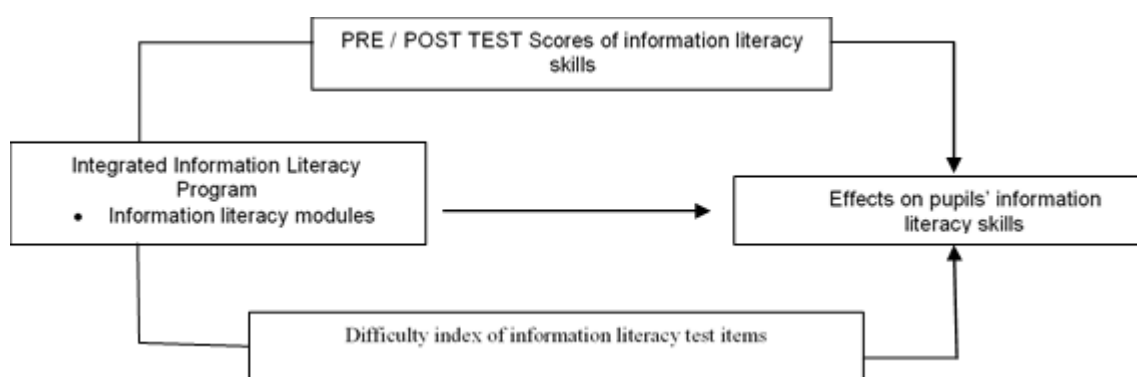 PRE / POST TEST Scores of information literacy
skills
Integrated Information Literacy
Program
• Information literacy modules
Effects on pupils' information
literacy skills
Difficulty index of information literacy test items